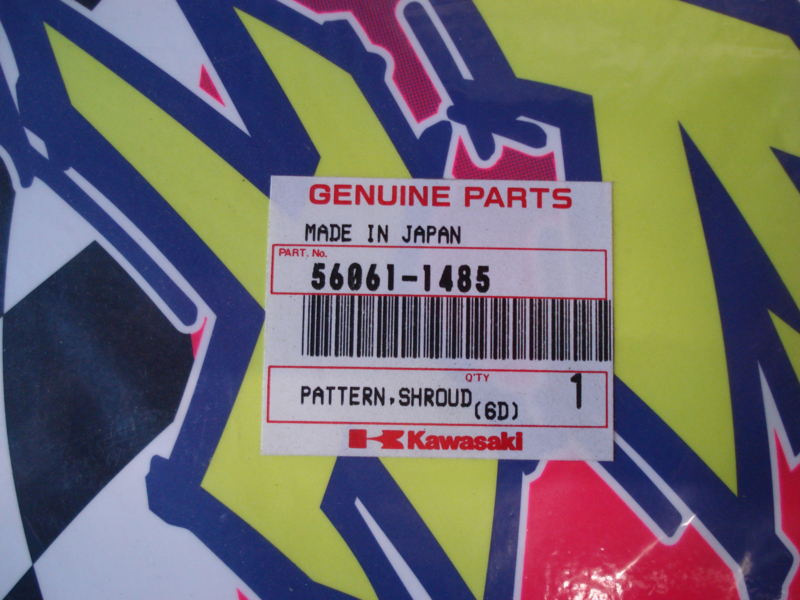 GENUINE PARTS
MADE IN JAPAN
PART. No.
56061-1485
Q'TY
PATTERN,SHROUD(6D) 1
Kawasaki